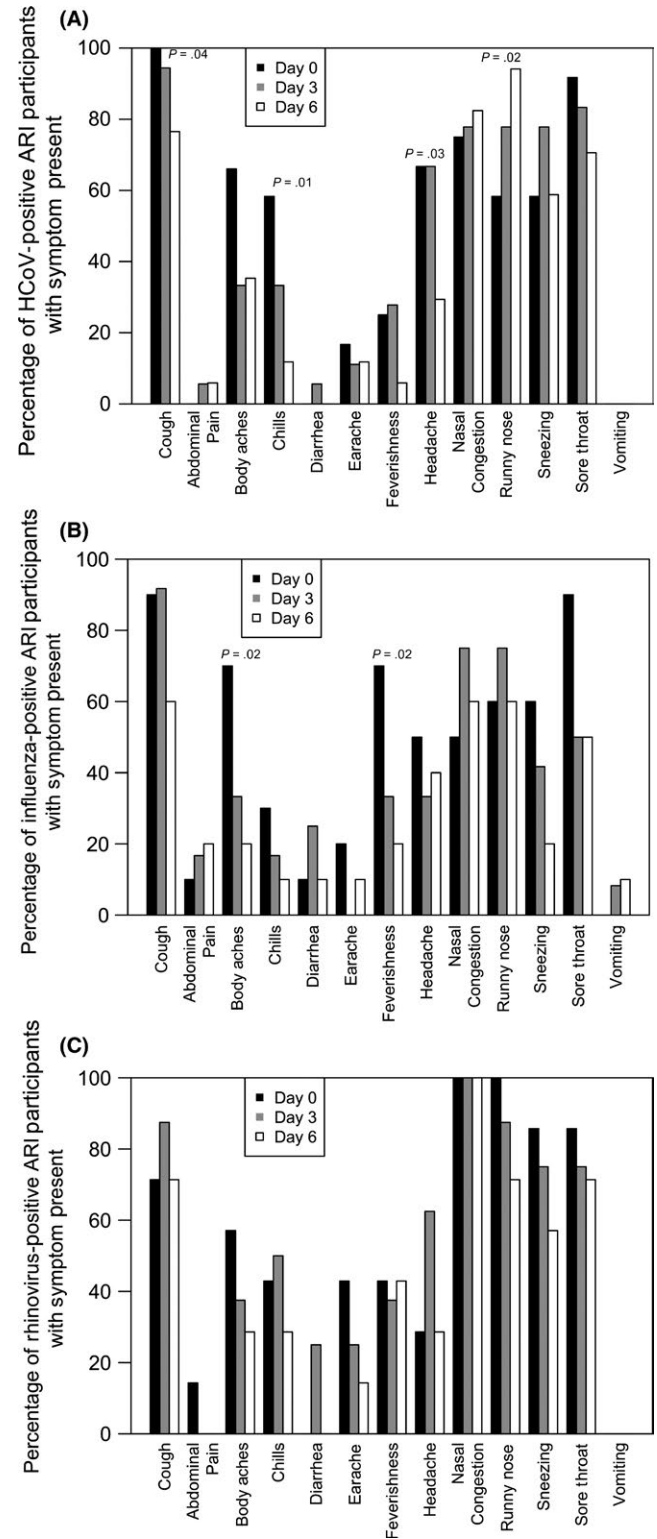 (A)
Percentage of HCoV-positive ARI participants
with symptom present
100
80
60
40
20
0
Day 0
Day 3
Day 6
P = .04
P = .01
P = .03
P = .02
Cough
Abdominal
Pain
Body aches
Chills
Diarrhea
Earache
Feverishness
Headache
Nasal
Congestion
Runny nose
Sneezing
Sore throat
Vomiting
(B)
Percentage of influenza-positive ARI participants
with symptom present
100
80
60
40
20
0
Day 0
Day 3
Day 6
P = .02
P = .02
Cough
Abdominal
Pain
Body aches
Chills
Diarrhea
Earache
Feverishness
Headache
Nasal
Congestion
Runny nose
Sneezing
Sore throat
Vomiting
(C)
Percentage of rhinovirus-positive ARI participants
with symptom present
100
80
60
40
20
0
Day 0
Day 3
Day 6
Cough
Abdominal
Pain
Body aches
Chills
Diarrhea
Earache
Feverishness
Headache
Nasal
Congestion
Runny nose
Sneezing
Sore throat
Vomiting